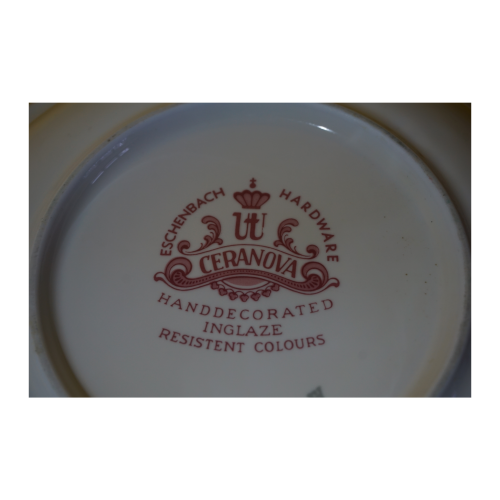 ESCHENBACH HARDWARE
CERANOVA
HANDDECORATED
INGLAZE
RESISTENT COLOURS